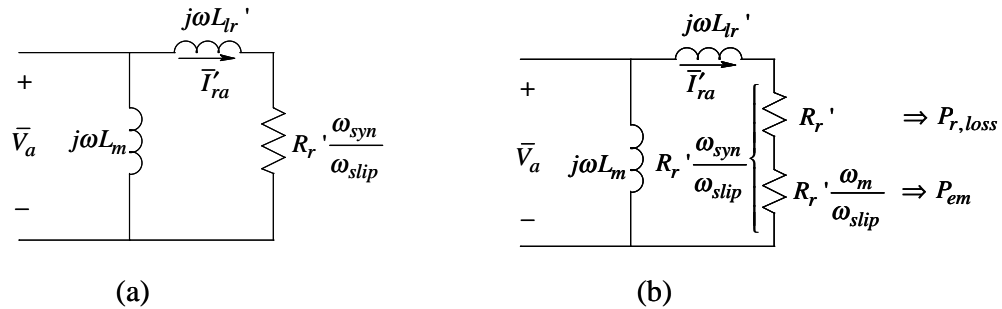 jωL_lr'
+
Ī'_ra
V̄_a
jωL_m
R_r' ω_syn/ω_slip
−
(a)
jωL_lr'
+
Ī'_ra
R_r' ⇒ P_r,loss
V̄_a
jωL_m
R_r' ω_syn/ω_slip
R_r' ω_m/ω_slip ⇒ P_em
−
(b)